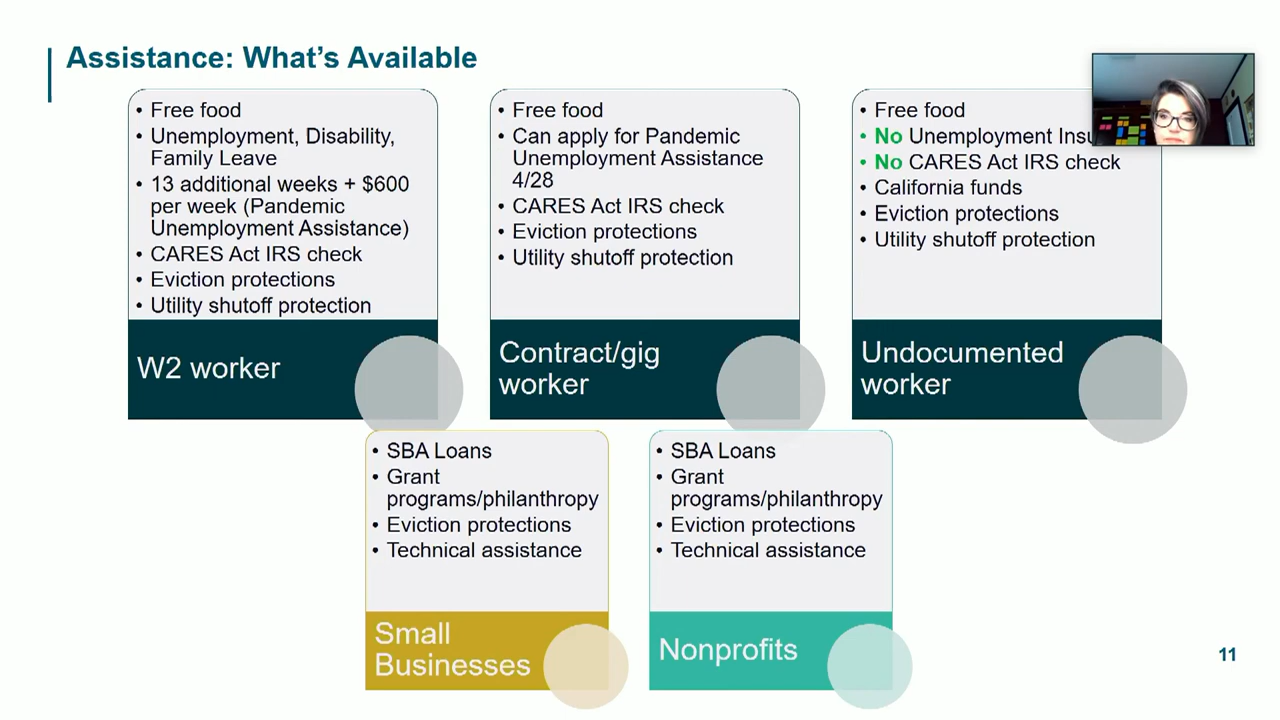 Assistance: What's Available
• Free food
• Unemployment, Disability,
Family Leave
• 13 additional weeks + $600
per week (Pandemic
Unemployment Assistance)
• CARES Act IRS check
• Eviction protections
• Utility shutoff protection
W2 worker
• Free food
• Can apply for Pandemic
Unemployment Assistance
4/28
• CARES Act IRS check
• Eviction protections
• Utility shutoff protection
Contract/gig
worker
• Free food
• No Unemployment
• No CARES Act IRS check
• California funds
• Eviction protections
• Utility shutoff protection
Undocumented
worker
• SBA Loans
• Grant
programs/philanthropy
• Eviction protections
• Technical assistance
Small
Businesses
• SBA Loans
• Grant
programs/philanthropy
• Eviction protections
• Technical assistance
Nonprofits
11